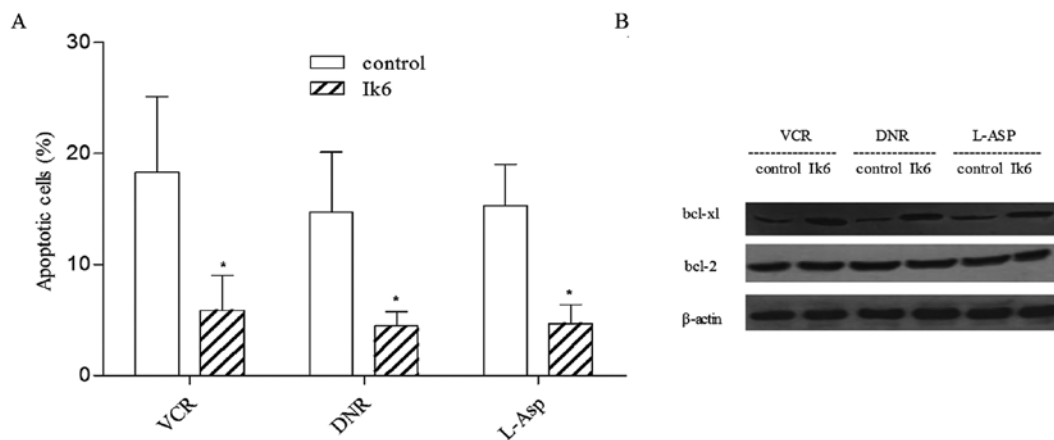 A
30
20
10
0
Apoptotic cells (%)
control
Ik6
*
*
*
VCR
DNR
L-Asp
B
VCR DNR L-ASP
control Ik6 control Ik6 control Ik6
bcl-xl
bcl-2
β-actin